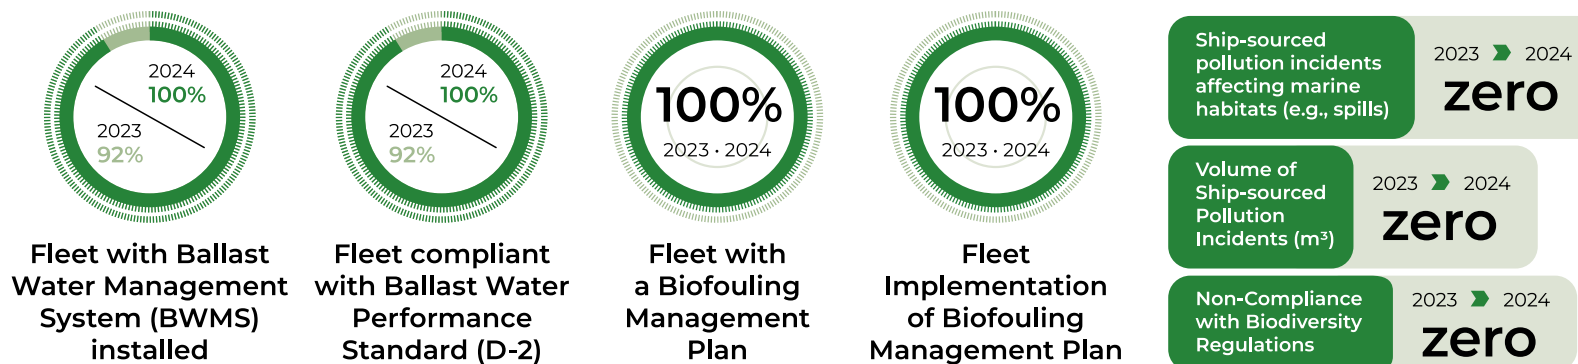 2024
100%
2023
92%
Fleet with Ballast
Water Management
System (BWMS)
installed
2024
100%
2023
92%
Fleet compliant
with Ballast Water
Performance
Standard (D-2)
100%
2023 · 2024
Fleet with
a Biofouling
Management
Plan
100%
2023 · 2024
Fleet
Implementation
of Biofouling
Management Plan
Ship-sourced
pollution incidents
affecting marine
habitats (e.g., spills)
2023 2024
zero
Volume of
Ship-sourced
Pollution
Incidents (m³)
2023 2024
zero
Non-Compliance
with Biodiversity
Regulations
2023 2024
zero